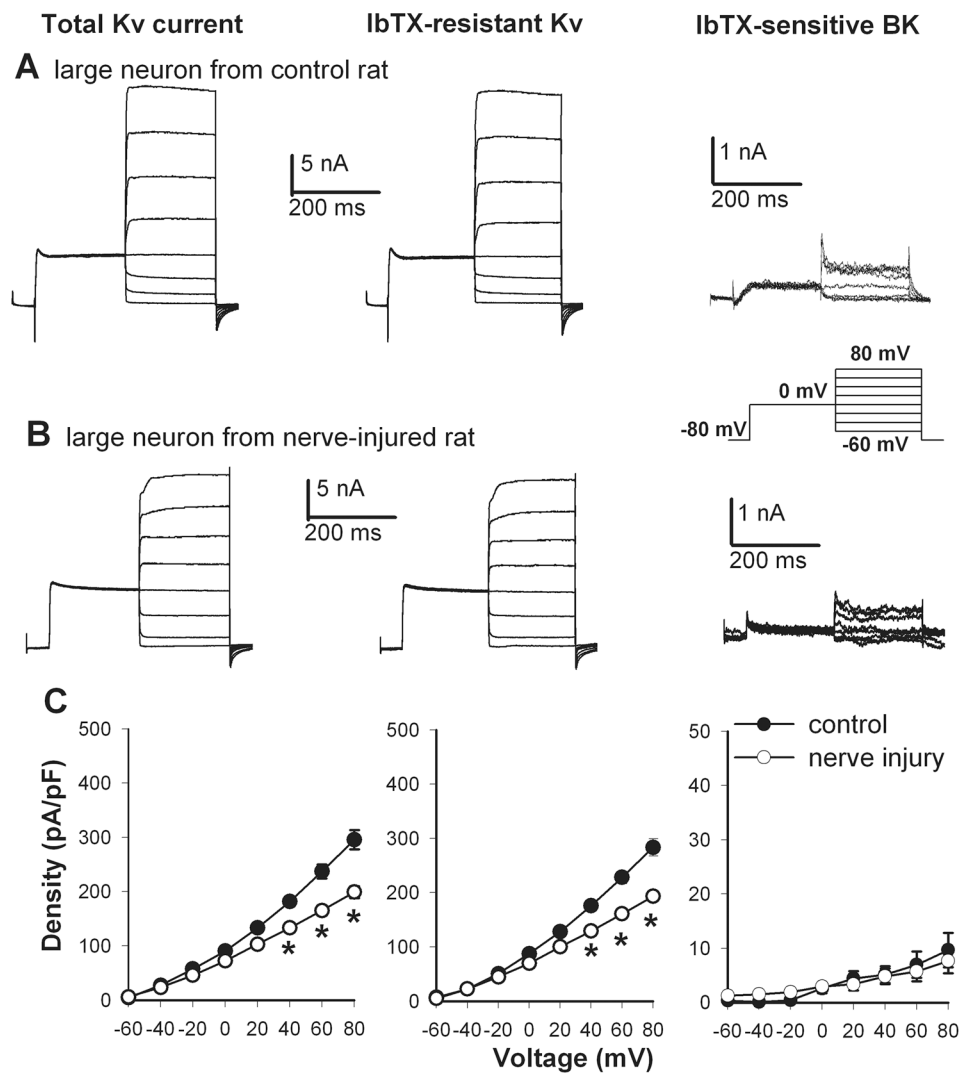 Total Kv current
IbTX-resistant Kv
IbTX-sensitive BK
A large neuron from control rat
5 nA
200 ms
1 nA
200 ms
80 mV
0 mV
-80 mV
-60 mV
B large neuron from nerve-injured rat
5 nA
200 ms
5 nA
200 ms
1 nA
200 ms
C
control
nerve injury
Density (pA/pF)
500
400
300
200
100
0
* * *
-60 -40 -20 0 20 40 60 80
500
400
300
200
100
0
* * *
-60 -40 -20 0 20 40 60 80
50
40
30
20
10
0
-60 -40 -20 0 20 40 60 80
Voltage (mV)